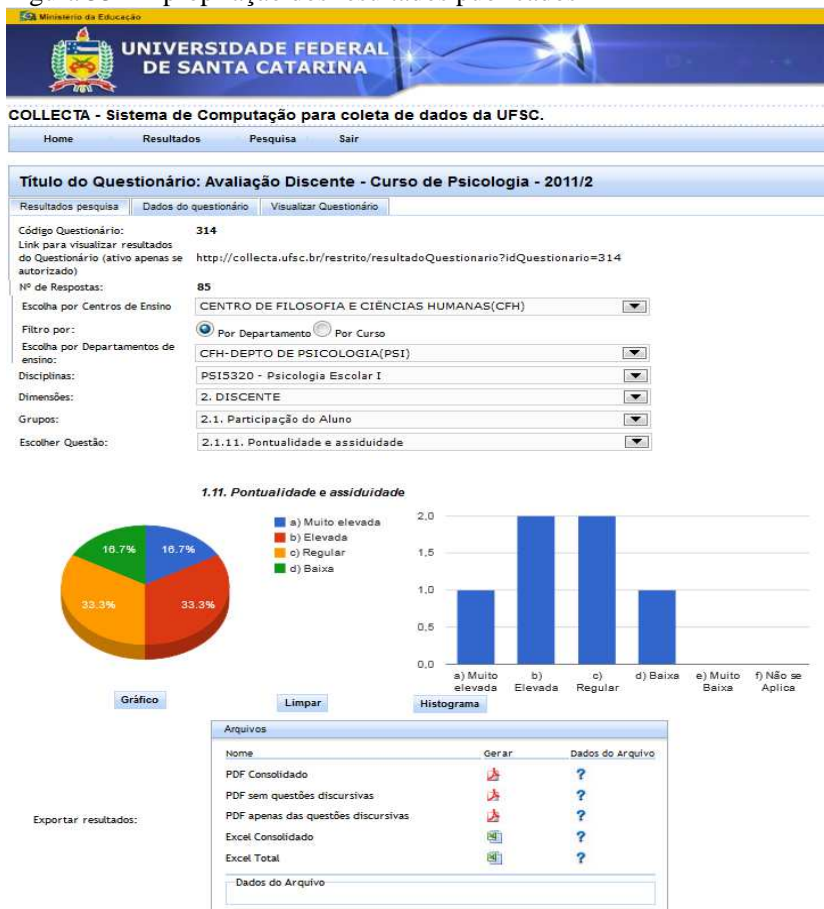 Ministério da Educação
UNIVERSIDADE FEDERAL
DE SANTA CATARINA
COLLECTA - Sistema de Computação para coleta de dados da UFSC.
Home Resultados Pesquisa Sair
Título do Questionário: Avaliação Discente - Curso de Psicologia - 2011/2
Resultados pesquisa Dados do questionário Visualizar Questionário
Código Questionário: 314
Link para visualizar resultados
do Questionário (ativo apenas se http://collecta.ufsc.br/restrito/resultadoQuestionario?idQuestionario=314
autorizado)
Nº de Respostas: 85
Escolha por Centros de Ensino CENTRO DE FILOSOFIA E CIÊNCIAS HUMANAS(CFH)
Filtro por: Por Departamento Por Curso
Escolha por Departamentos de
ensino: CFH-DEPTO DE PSICOLOGIA(PSI)
Disciplinas: PSI5320 - Psicologia Escolar I
Dimensões: 2. DISCENTE
Grupos: 2.1. Participação do Aluno
Escolher Questão: 2.1.11. Pontualidade e assiduidade
1.11. Pontualidade e assiduidade
16.7% 16.7%
33.3% 33.3%
a) Muito elevada
b) Elevada
c) Regular
d) Baixa
2,0
1,5
1,0
0,5
0,0
a) Muito elevada
b) Elevada
c) Regular
d) Baixa
e) Muito Baixa
f) Não se Aplica
Gráfico Limpar Histograma
Exportar resultados:
Arquivos
Nome Gerar Dados do Arquivo
PDF Consolidado ?
PDF sem questões discursivas ?
PDF apenas das questões discursivas ?
Excel Consolidado ?
Excel Total ?
Dados do Arquivo